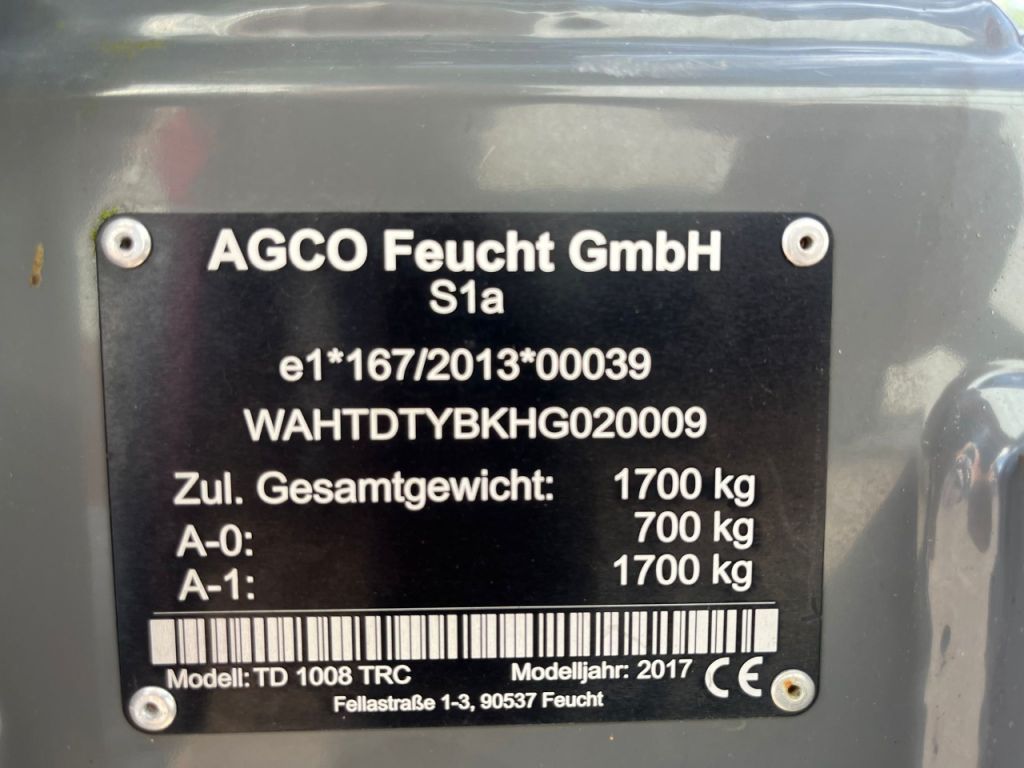 AGCO Feucht GmbH
S1a
e1*167/2013*00039
WAHTDTYBKHG020009
Zul. Gesamtgewicht: 1700 kg
A-0: 700 kg
A-1: 1700 kg
Modell: TD 1008 TRC Modelljahr: 2017 CE
Fellastraße 1-3, 90537 Feucht